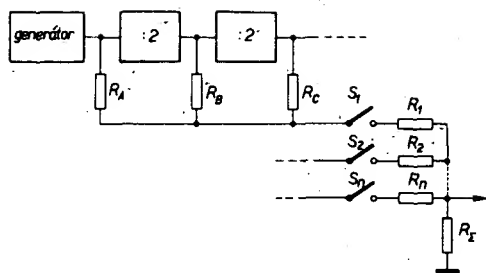 generátor
:2
:2
R_A
R_B
R_C
S_1
R_1
S_2
R_2
S_n
R_n
R_Σ